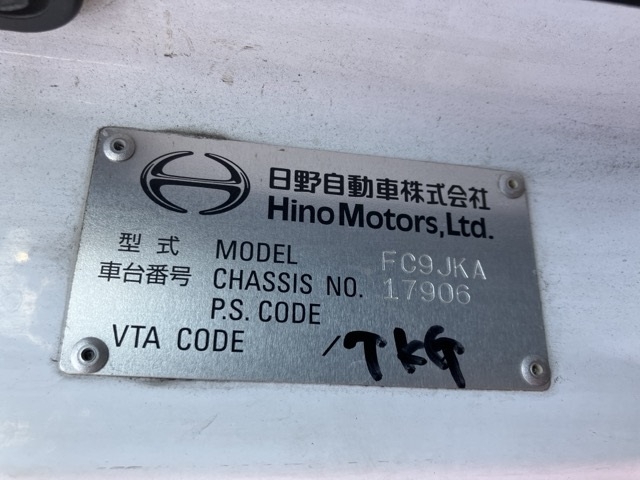 日野自動車株式会社
Hino Motors, Ltd.
型式 MODEL FC9JKA
車台番号 CHASSIS NO. 17906
P.S. CODE
VTA CODE TKG